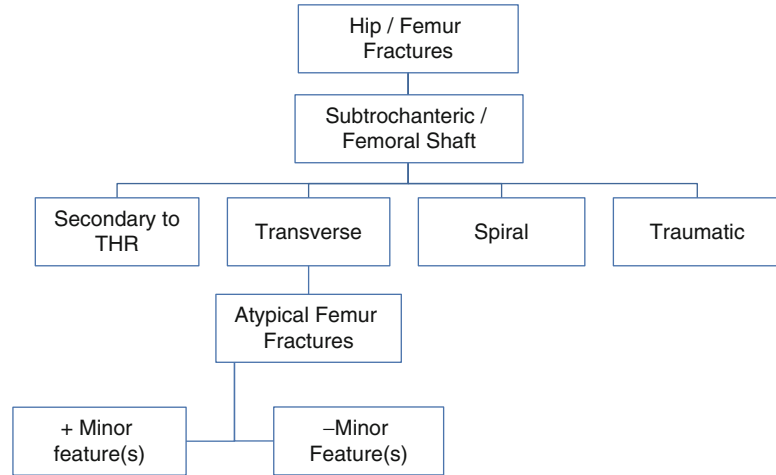 Hip / Femur
Fractures
Subtrochanteric /
Femoral Shaft
Secondary to
THR
Transverse
Spiral
Traumatic
Atypical Femur
Fractures
+ Minor
feature(s)
–Minor
Feature(s)